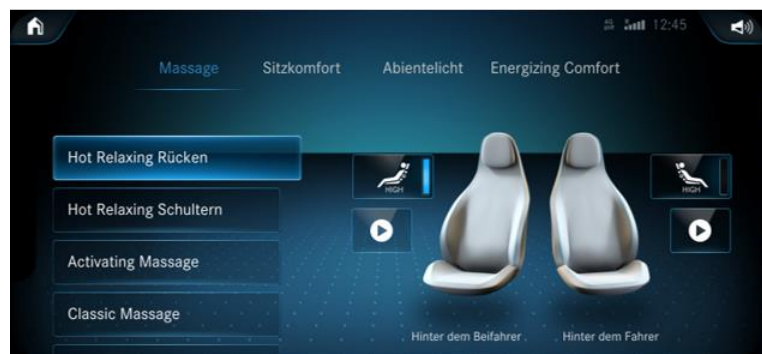 12:45
Massage Sitzkomfort Abientelicht Energizing Comfort
Hot Relaxing Rücken
HIGH HIGH
Hot Relaxing Schultern
Activating Massage
Classic Massage
Hinter dem Beifahrer Hinter dem Fahrer